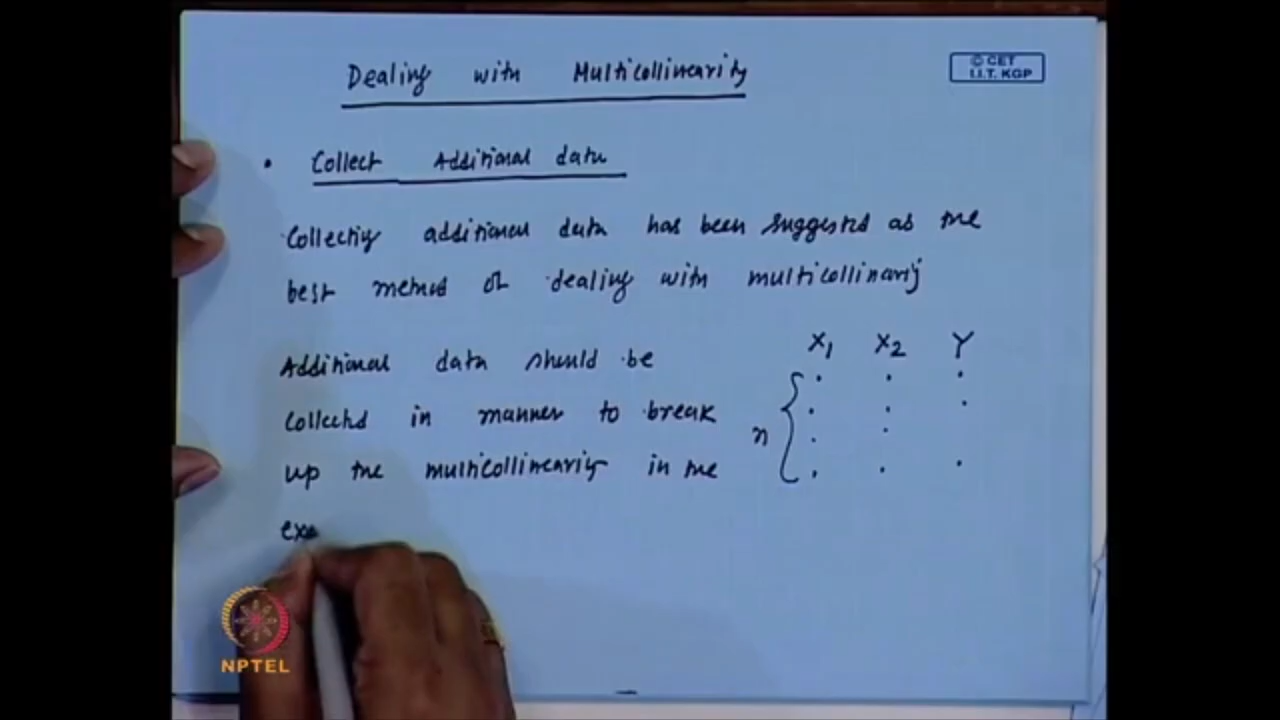 Dealing with Multicollinearity
© CET
I.I.T. KGP
• Collect Additional data
Collecting additional data has been suggested as the
best method of dealing with multicollinarij
Additional data should be
collected in manner to break
up the multicollinearity in the
X1 X2 Y
n
NPTEL